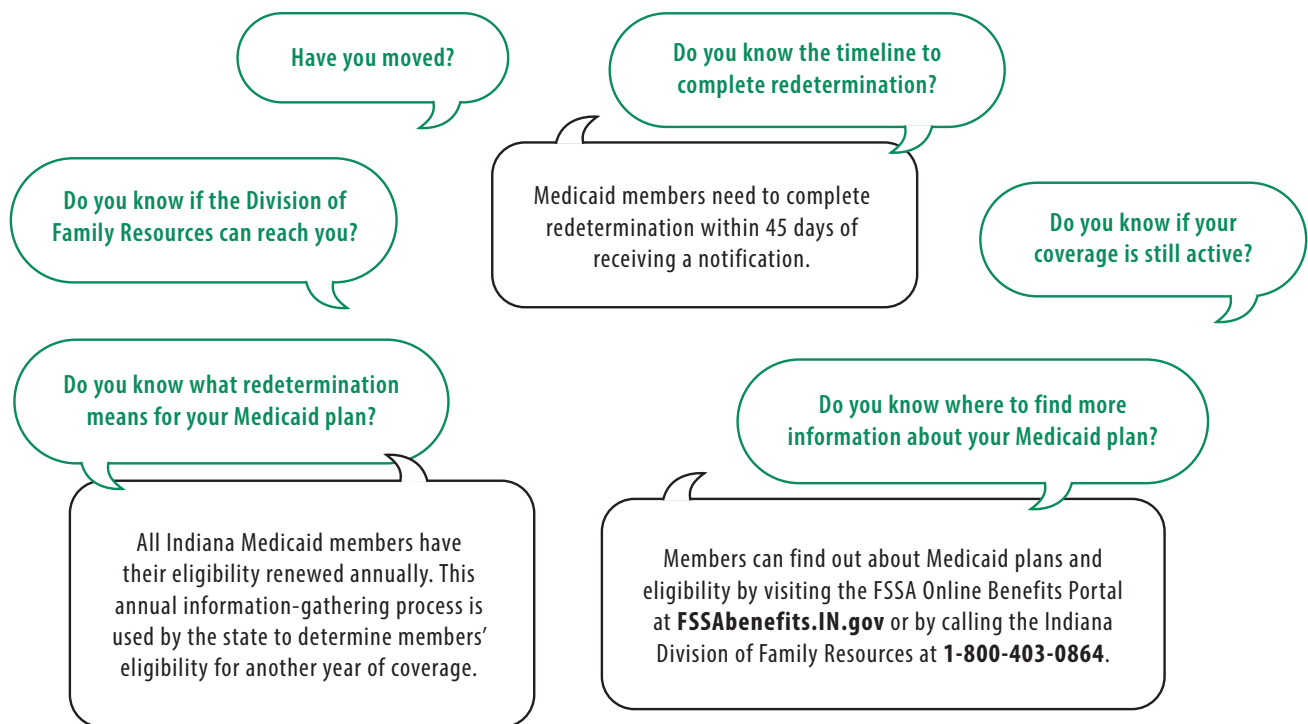 Have you moved?
Do you know the timeline to
complete redetermination?
Medicaid members need to complete
redetermination within 45 days of
receiving a notification.
Do you know if the Division of
Family Resources can reach you?
Do you know if your
coverage is still active?
Do you know what redetermination
means for your Medicaid plan?
All Indiana Medicaid members have
their eligibility renewed annually. This
annual information-gathering process is
used by the state to determine members’
eligibility for another year of coverage.
Do you know where to find more
information about your Medicaid plan?
Members can find out about Medicaid plans and
eligibility by visiting the FSSA Online Benefits Portal
at FSSAbenefits.IN.gov or by calling the Indiana
Division of Family Resources at 1-800-403-0864.